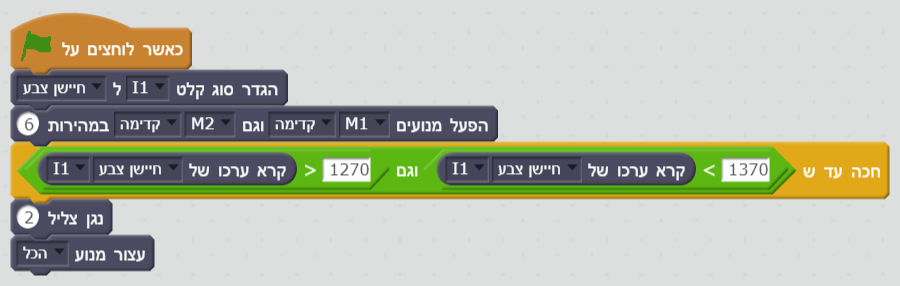 כאשר לוחצים על
הגדר סוג קלט I1 ל חיישן צבע
הפעל מנועים M1 קדימה וגם M2 קדימה במהירות 6
חכה עד ש 1370 < קרא ערכו של חיישן צבע I1 וגם 1270 > קרא ערכו של חיישן צבע I1
נגן צליל 2
עצור מנוע הכל